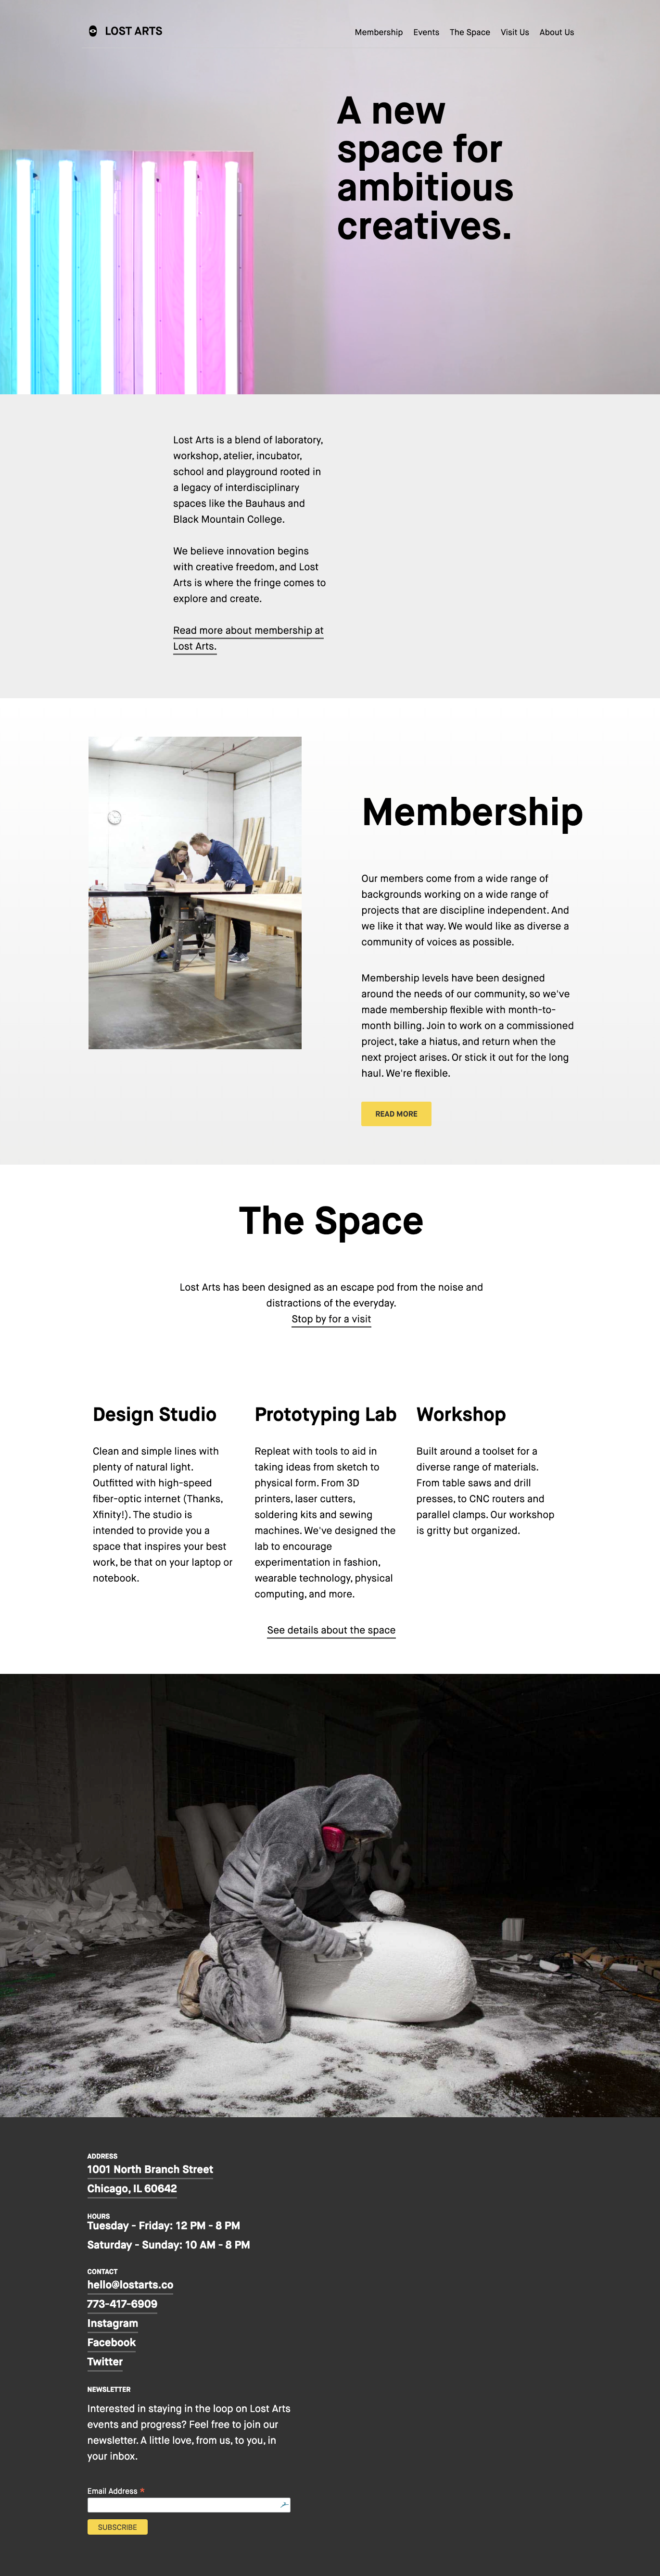 LOST ARTS
Membership Events The Space Visit Us About Us
A new
space for
ambitious
creatives.
Lost Arts is a blend of laboratory,
workshop, atelier, incubator,
school and playground rooted in
a legacy of interdisciplinary
spaces like the Bauhaus and
Black Mountain College.
We believe innovation begins
with creative freedom, and Lost
Arts is where the fringe comes to
explore and create.
Read more about membership at
Lost Arts.
Membership
Our members come from a wide range of
backgrounds working on a wide range of
projects that are discipline independent. And
we like it that way. We would like as diverse a
community of voices as possible.
Membership levels have been designed
around the needs of our community, so we've
made membership flexible with month-to-
month billing. Join to work on a commissioned
project, take a hiatus, and return when the
next project arises. Or stick it out for the long
haul. We're flexible.
READ MORE
The Space
Lost Arts has been designed as an escape pod from the noise and
distractions of the everyday.
Stop by for a visit
Design Studio
Clean and simple lines with
plenty of natural light.
Outfitted with high-speed
fiber-optic internet (Thanks,
Xfinity!). The studio is
intended to provide you a
space that inspires your best
work, be that on your laptop or
notebook.
Prototyping Lab
Repeat with tools to aid in
taking ideas from sketch to
physical form. From 3D
printers, laser cutters,
soldering kits and sewing
machines. We've designed the
lab to encourage
experimentation in fashion,
wearable technology, physical
computing, and more.
Workshop
Built around a toolset for a
diverse range of materials.
From table saws and drill
presses, to CNC routers and
parallel clamps. Our workshop
is gritty but organized.
See details about the space
ADDRESS
1001 North Branch Street
Chicago, IL 60642
HOURS
Tuesday - Friday: 12 PM - 8 PM
Saturday - Sunday: 10 AM - 8 PM
CONTACT
hello@lostarts.co
773-417-6909
Instagram
Facebook
Twitter
NEWSLETTER
Interested in staying in the loop on Lost Arts
events and progress? Feel free to join our
newsletter. A little love, from us, to you, in
your inbox.
Email Address *
SUBSCRIBE